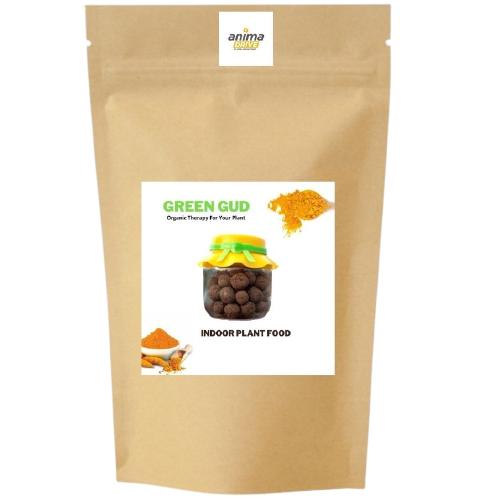 anima
DRIVE
GREEN GUD
Organic Therapy For Your Plant
INDOOR PLANT FOOD